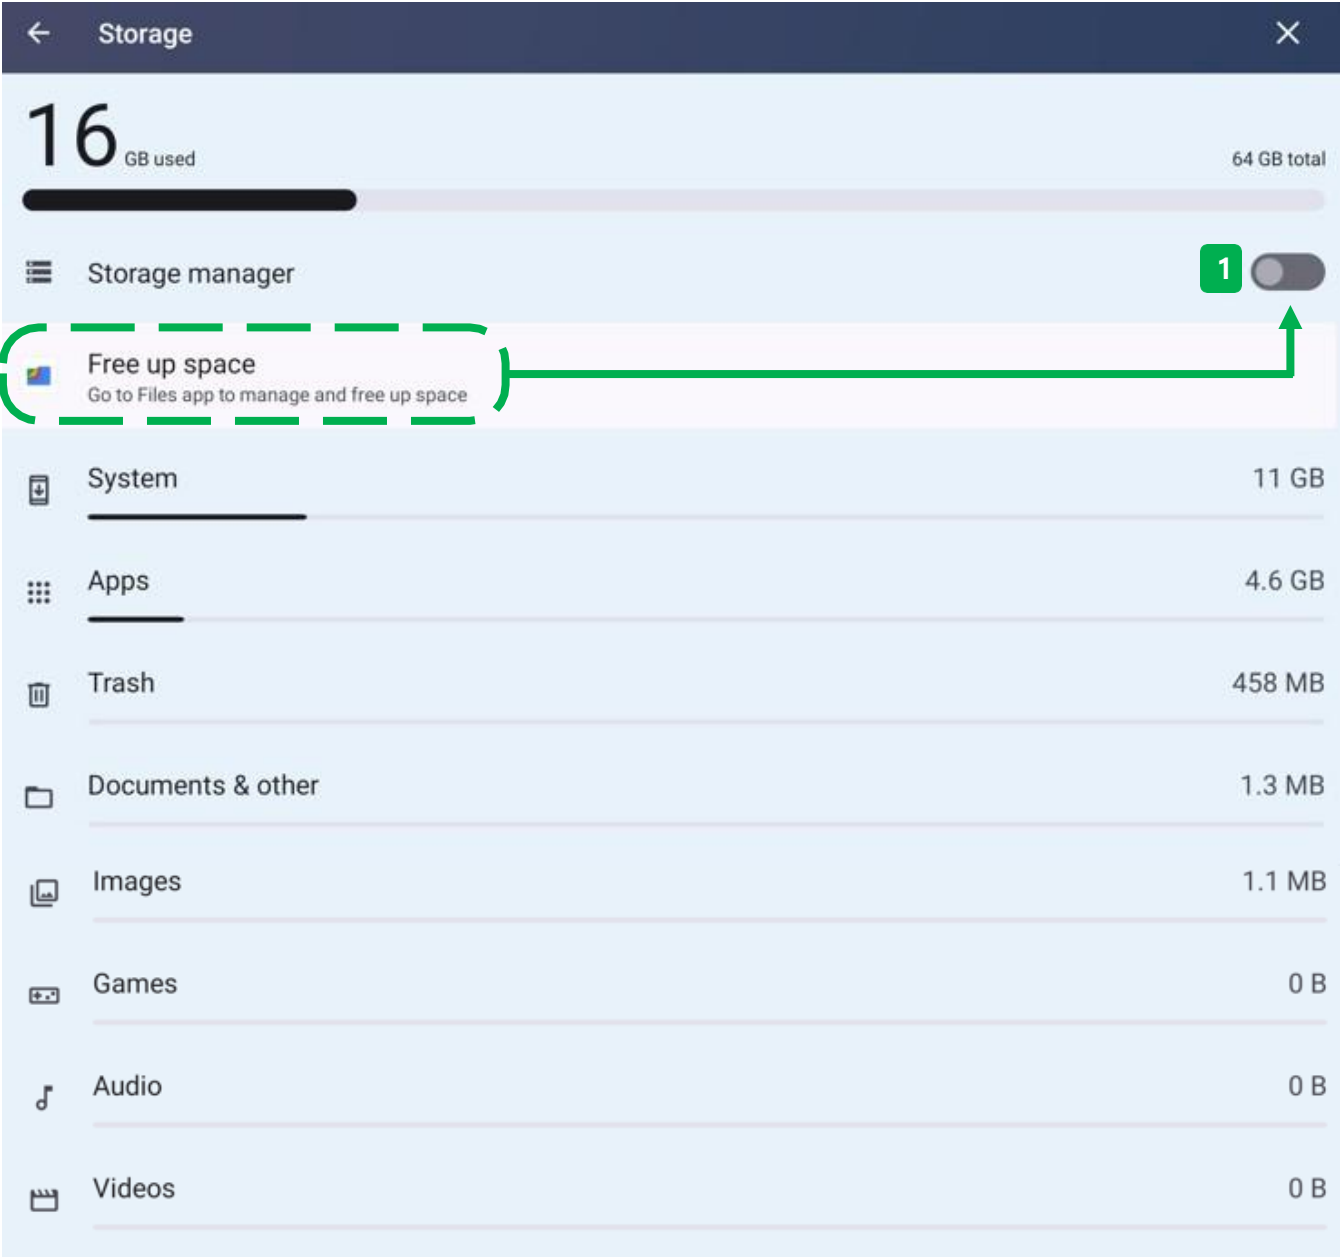 Storage
16 GB used
64 GB total
Storage manager
1
Free up space
Go to Files app to manage and free up space
System
11 GB
Apps
4.6 GB
Trash
458 MB
Documents & other
1.3 MB
Images
1.1 MB
Games
0 B
Audio
0 B
Videos
0 B